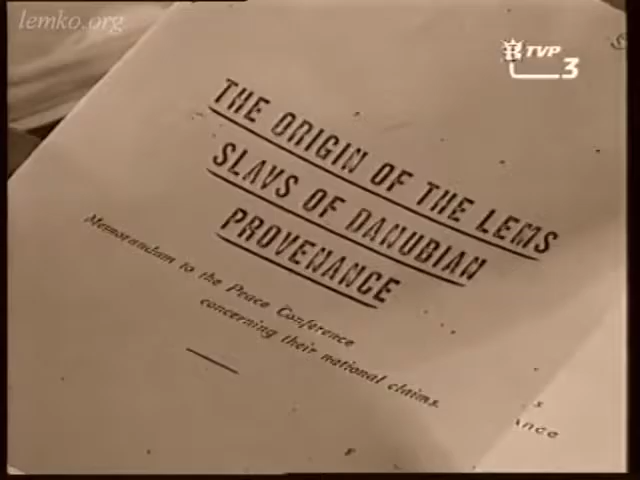 lemko.org
TVP 3
THE ORIGIN OF THE LEMS
SLAVS OF DANUBIAN
PROVENANCE
Memorandum to the Peace Conference
concerning their national claims.